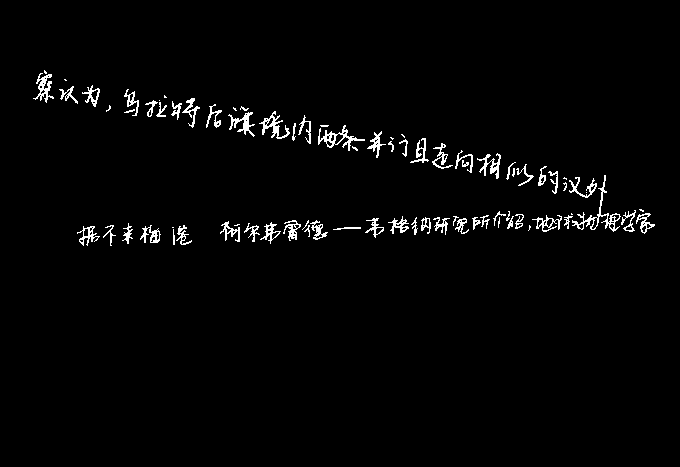 察认为，乌拉特后旗境内两条并行且走向相似的汉外
据不来梅港 阿尔弗雷德——韦格纳研究所介绍，地球物理学家